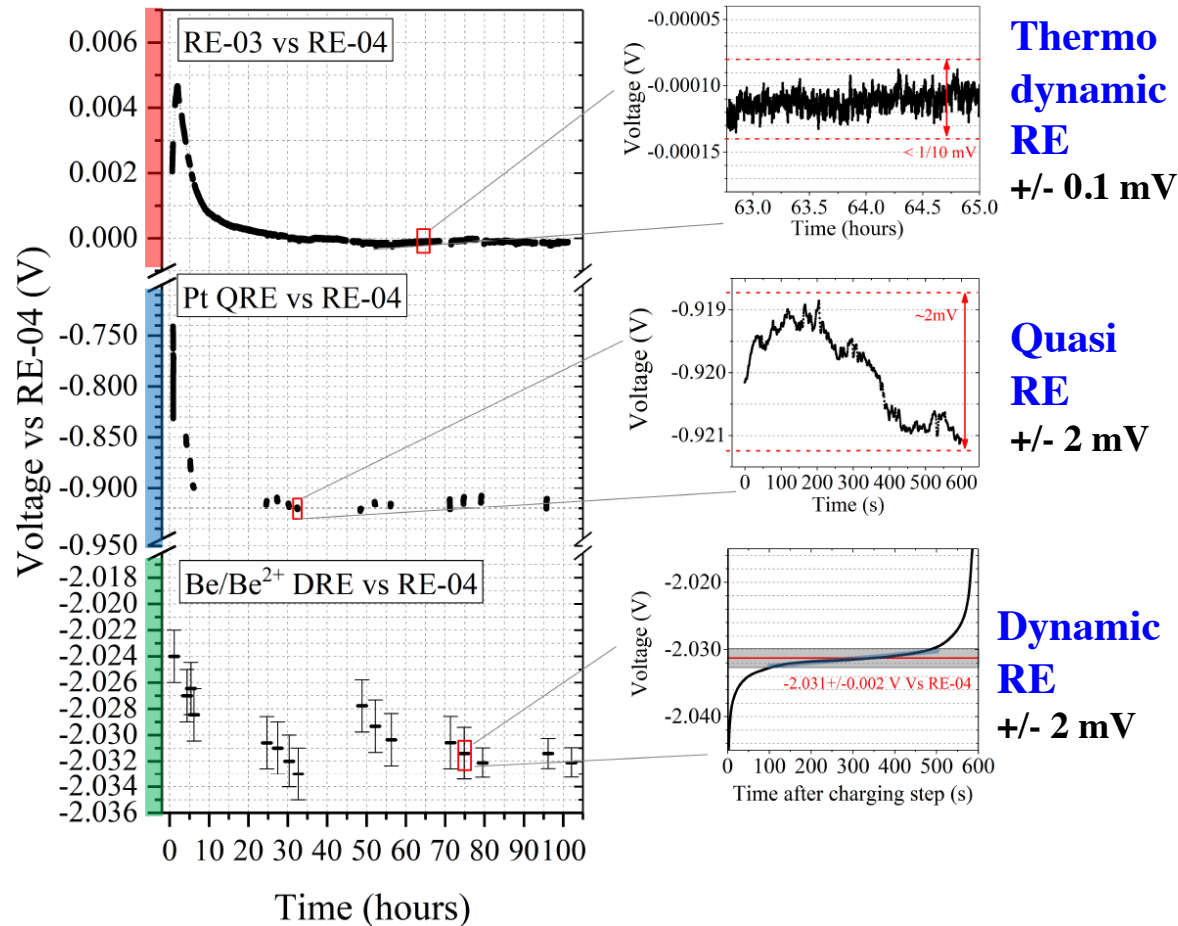 RE-03 vs RE-04
0.006
0.004
0.002
0.000
Pt QRE vs RE-04
-0.750
-0.800
-0.850
-0.900
-0.950
Be/Be²⁺ DRE vs RE-04
-2.018
-2.020
-2.022
-2.024
-2.026
-2.028
-2.030
-2.032
-2.034
-2.036
0 10 20 30 40 50 60 70 80 90 100
Time (hours)
Voltage vs RE-04 (V)
-0.00005
-0.00010
-0.00015
Voltage (V)
< 1/10 mV
63.0 63.5 64.0 64.5 65.0
Time (hours)
Thermo
dynamic
RE
+/- 0.1 mV
-0.919
-0.920
-0.921
Voltage (V)
~2mV
0 100 200 300 400 500 600
Time (s)
Quasi
RE
+/- 2 mV
-2.020
-2.030
-2.040
Voltage (V)
-2.031+/-0.002 V Vs RE-04
0 100 200 300 400 500 600
Time after charging step (s)
Dynamic
RE
+/- 2 mV